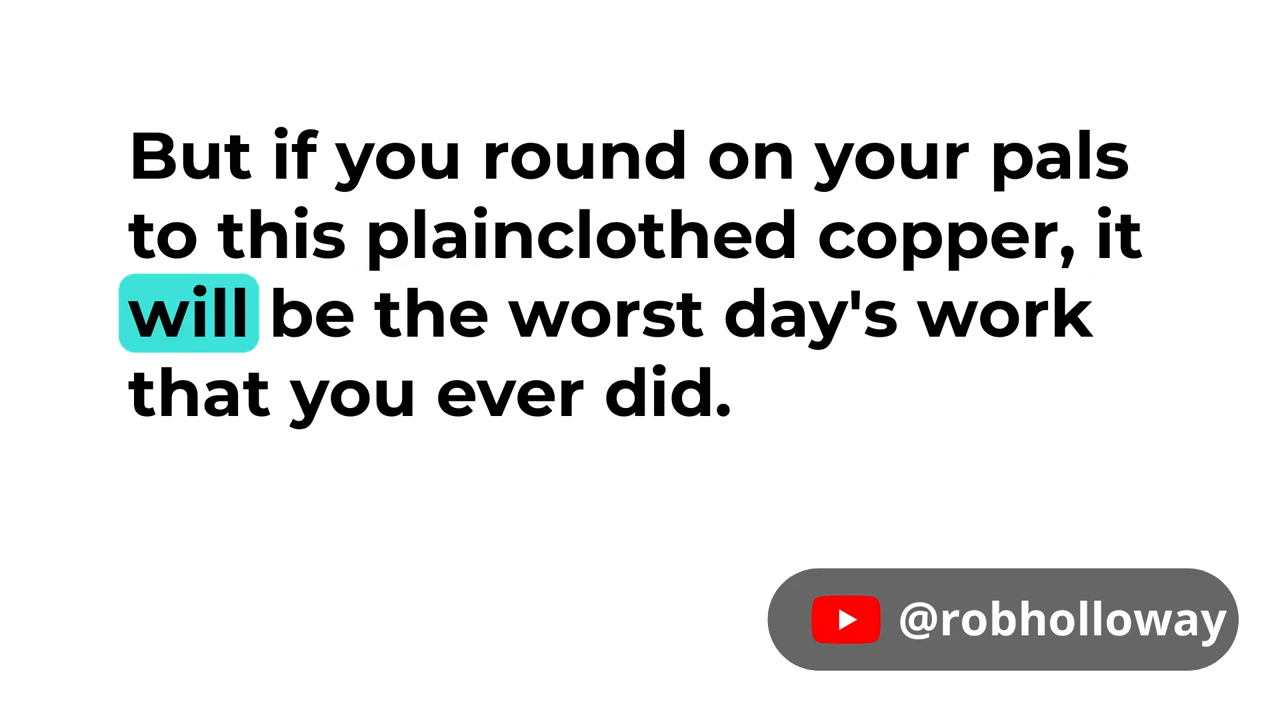 But if you round on your pals
to this plainclothed copper, it
will be the worst day's work
that you ever did.
@robholloway